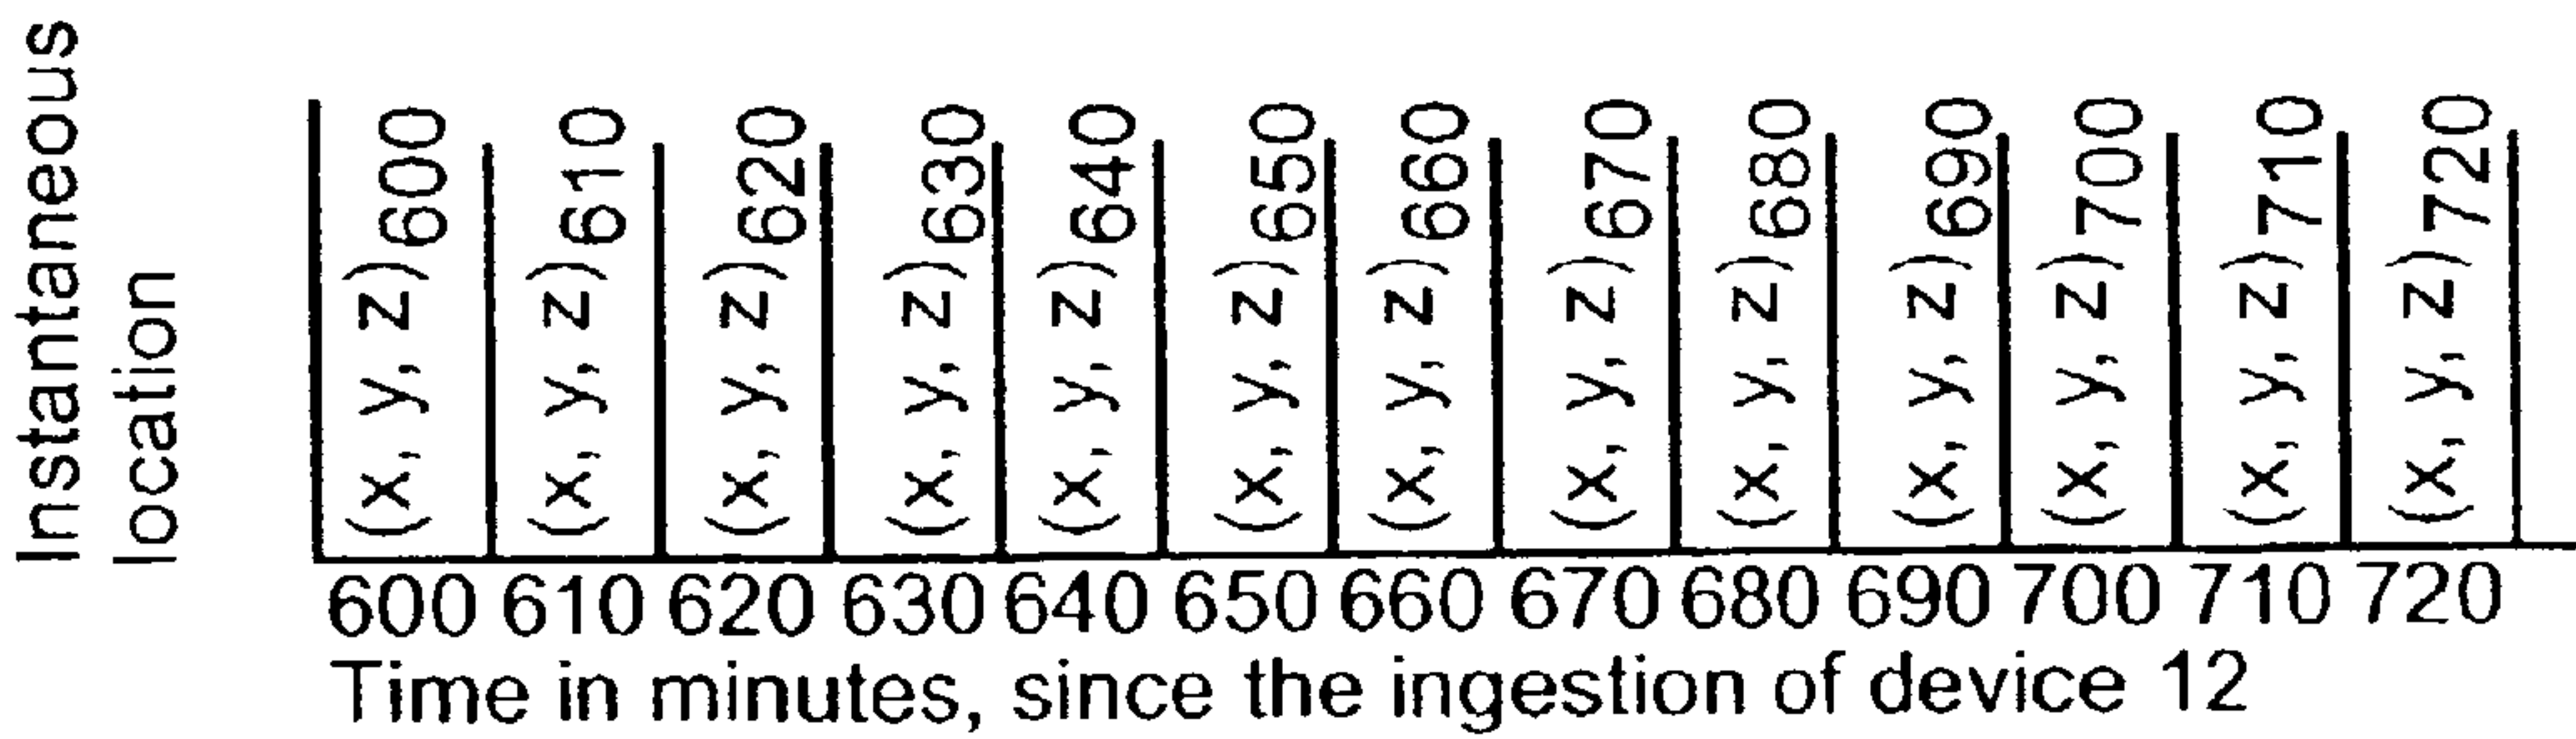 Instantaneous
location
(x, y, z)600
(x, y, z)610
(x, y, z)620
(x, y, z)630
(x, y, z)640
(x, y, z)650
(x, y, z)660
(x, y, z)670
(x, y, z)680
(x, y, z)690
(x, y, z)700
(x, y, z)710
(x, y, z)720
600 610 620 630 640 650 660 670 680 690 700 710 720
Time in minutes, since the ingestion of device 12